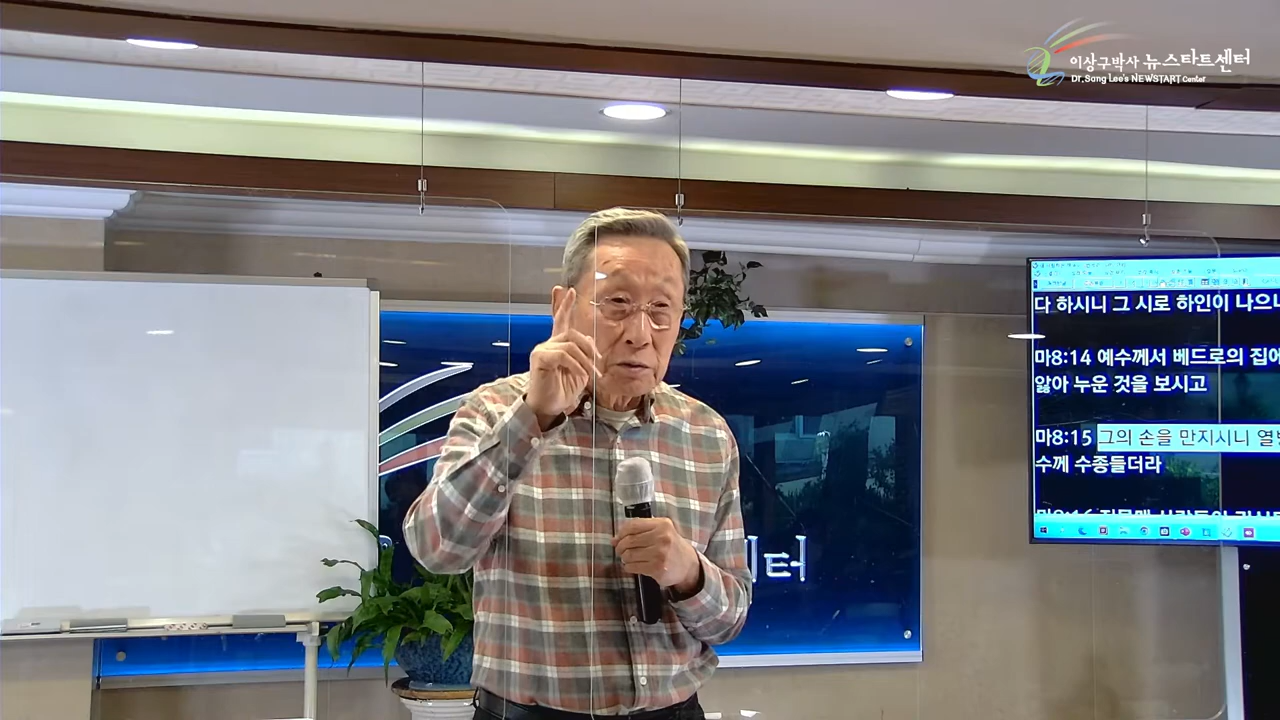 이상구박사 뉴스타트센터
Dr.Sang Lee's NEWSTART Center
다 하시니 그 시로 하인이 나으니
마8:14 예수께서 베드로의 집에
앓아 누운 것을 보시고
마8:15 그의 손을 만지시니 열병
수께 수종들더라
터